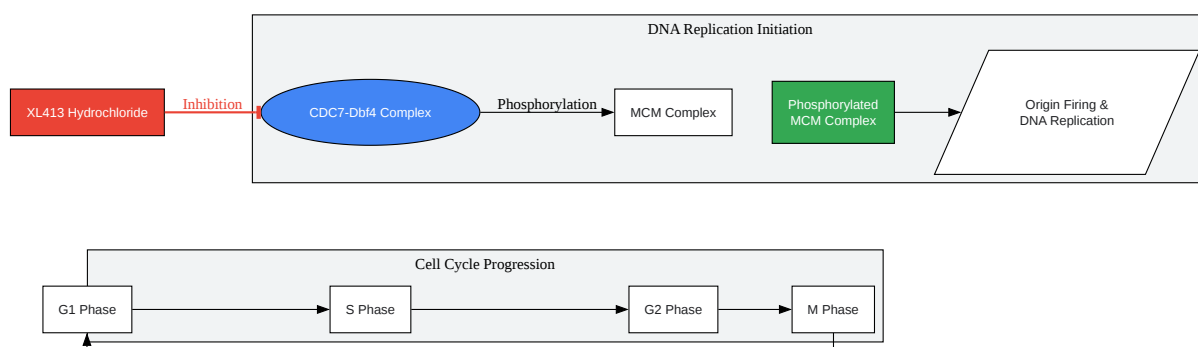 DNA Replication Initiation
XL413 Hydrochloride
Inhibition
CDC7-Dbf4 Complex
Phosphorylation
MCM Complex
Phosphorylated
MCM Complex
Origin Firing &
DNA Replication
Cell Cycle Progression
G1 Phase
S Phase
G2 Phase
M Phase